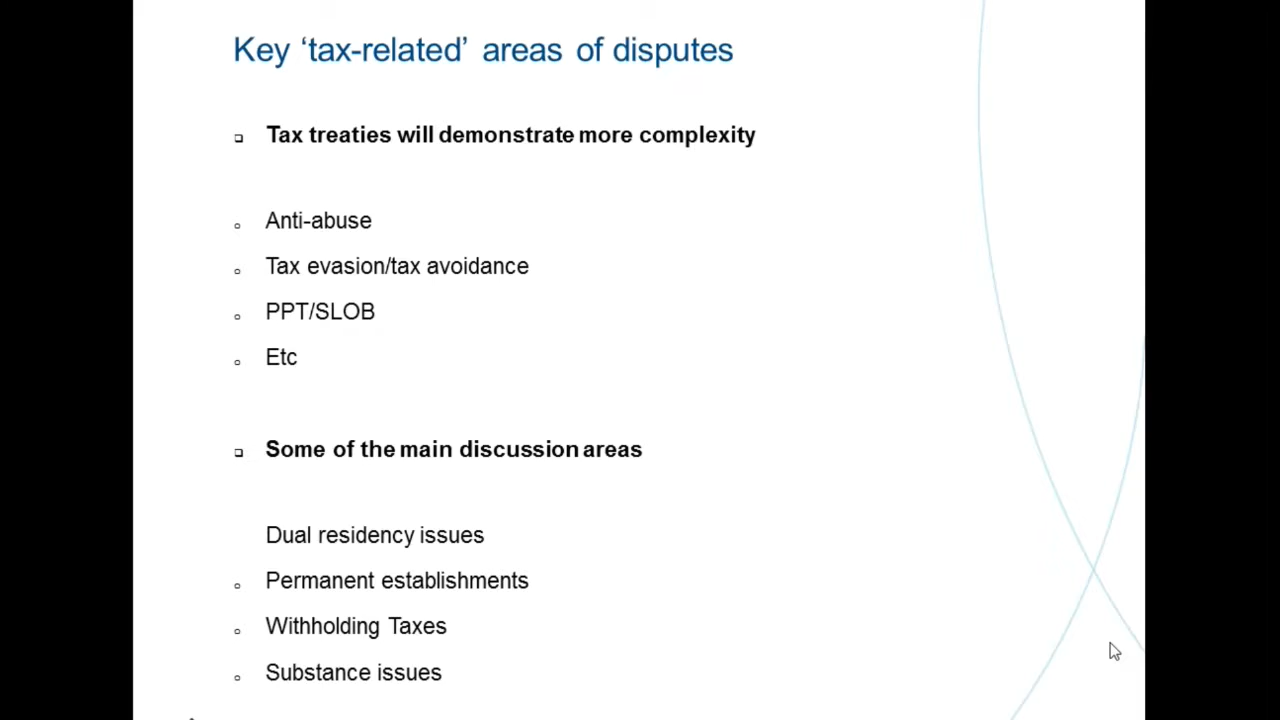 Key ‘tax-related’ areas of disputes
Tax treaties will demonstrate more complexity
Anti-abuse
Tax evasion/tax avoidance
PPT/SLOB
Etc
Some of the main discussion areas
Dual residency issues
Permanent establishments
Withholding Taxes
Substance issues